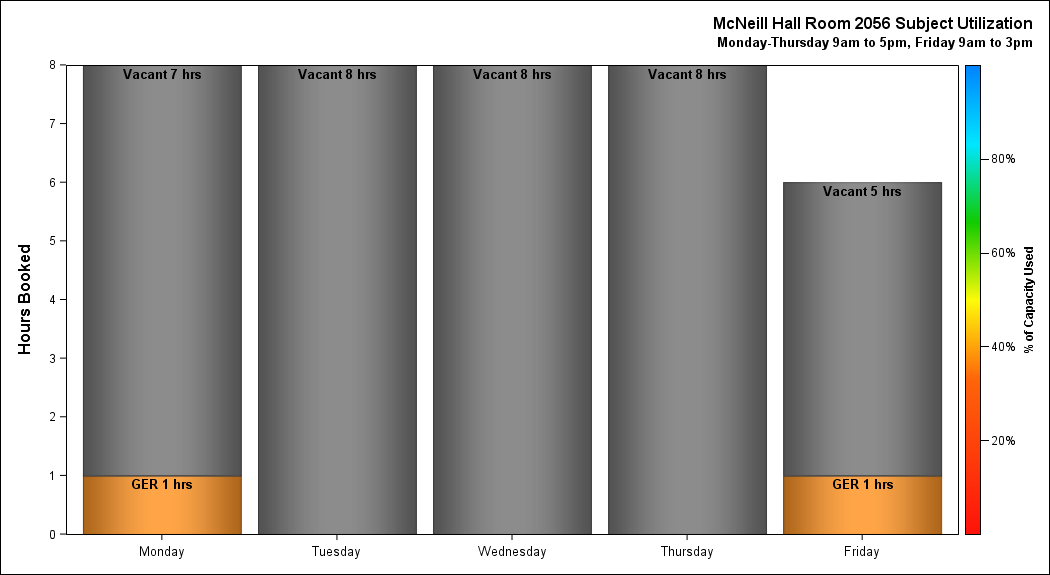 McNeill Hall Room 2056 Subject Utilization
Monday-Thursday 9am to 5pm, Friday 9am to 3pm
Hours Booked
8
7
6
5
4
3
2
1
0
Vacant 7 hrs
Vacant 8 hrs
Vacant 8 hrs
Vacant 8 hrs
Vacant 5 hrs
GER 1 hrs
GER 1 hrs
Monday
Tuesday
Wednesday
Thursday
Friday
80%
60%
40%
20%
% of Capacity Used